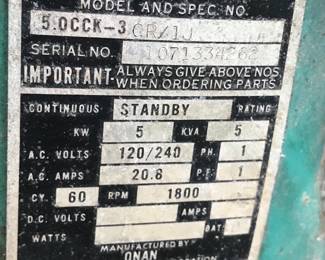 MODEL AND SPEC. NO.
5.0CCK-3CR/1J
SERIAL NO.
IMPORTANT ALWAYS GIVE ABOVE NOS.
WHEN ORDERING PARTS
CONTINUOUS STANDBY RATING
KW 5 KVA 5
A.C. VOLTS 120/240 PH. 1
A.C. AMPS 20.8 P.F. 1
CY. 60 RPM 1800
D.C. VOLTS AMPS
WATTS BAT.
MANUFACTURED BY
ONAN